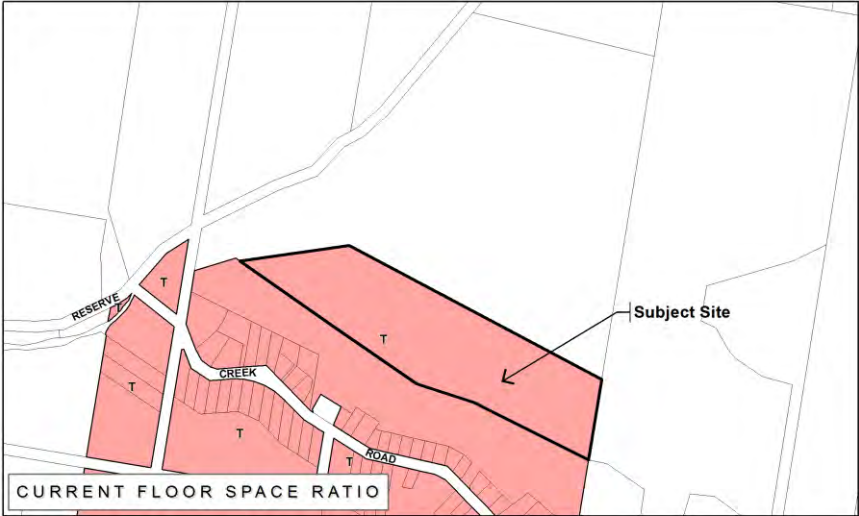 T
RESERVE
T
T
T
Subject Site
CREEK
T
T
ROAD
CURRENT FLOOR SPACE RATIO